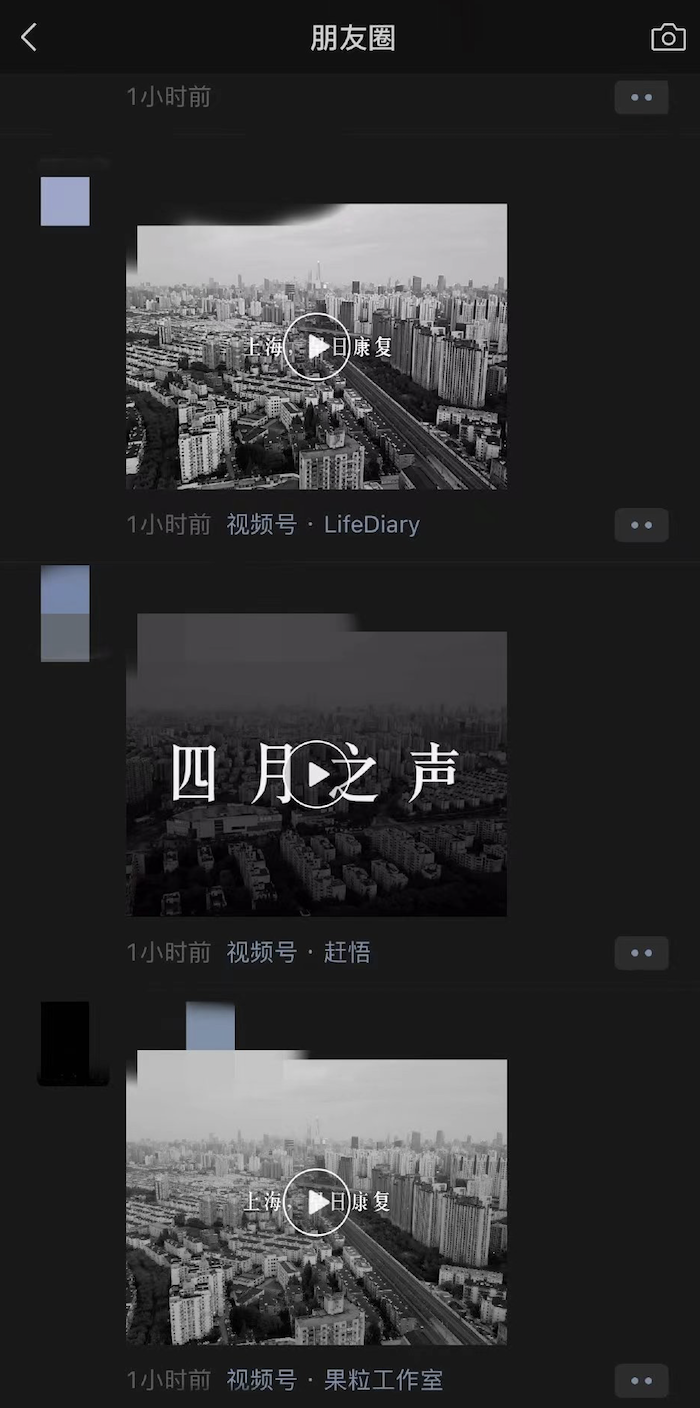 朋友圈
1小时前
上海，早日康复
1小时前 视频号 · LifeDiary
四月之声
1小时前 视频号 · 赶悟
上海，早日康复
1小时前 视频号 · 果粒工作室